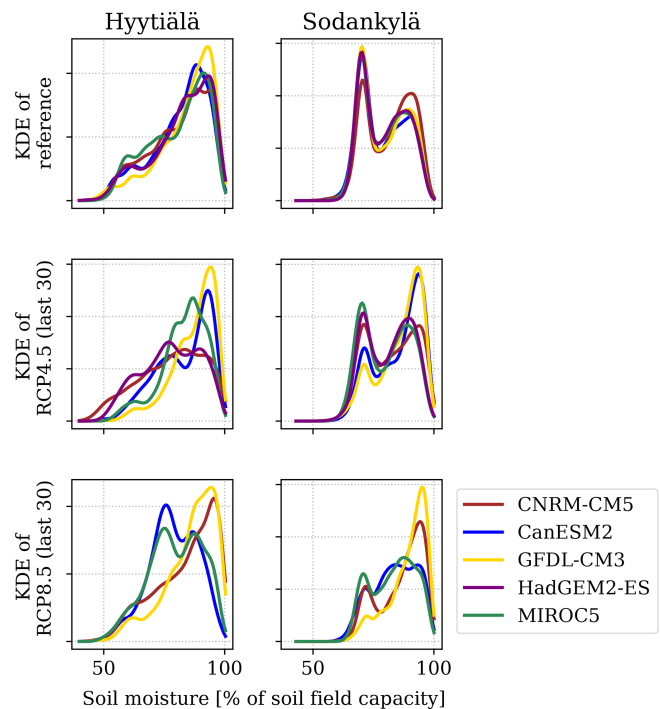 Hyytiälä
Sodankylä
KDE of
reference
KDE of
RCP4.5 (last 30)
KDE of
RCP8.5 (last 30)
50
100
50
100
CNRM-CM5
CanESM2
GFDL-CM3
HadGEM2-ES
MIROC5
Soil moisture [% of soil field capacity]